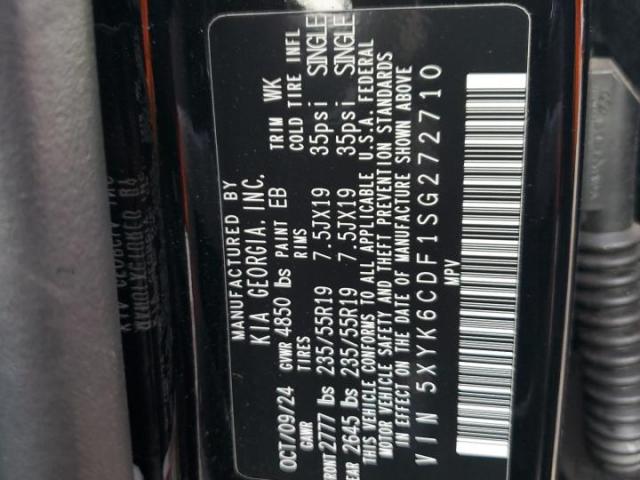 MANUFACTURED BY
KIA GEORGIA, INC.
OCT/09/24 GVWR 4850 lbs PAINT EB TRIM WK
GAWR TIRES RIMS COLD TIRE INFL
FRONT 2777 lbs 235/55R19 7.5JX19 35psi SINGLE
REAR 2645 lbs 235/55R19 7.5JX19 35psi SINGLE
THIS VEHICLE CONFORMS TO ALL APPLICABLE U.S.A. FEDERAL
MOTOR VEHICLE SAFETY AND THEFT PREVENTION STANDARDS
IN EFFECT ON THE DATE OF MANUFACTURE SHOWN ABOVE
VIN 5XYK6CDF1SG272710
MPV